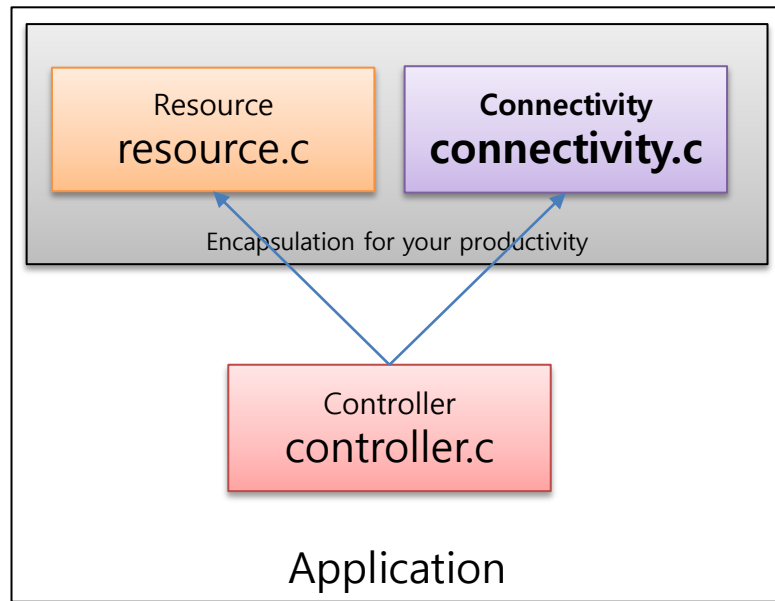 Resource
resource.c
Connectivity
connectivity.c
Encapsulation for your productivity
Controller
controller.c
Application